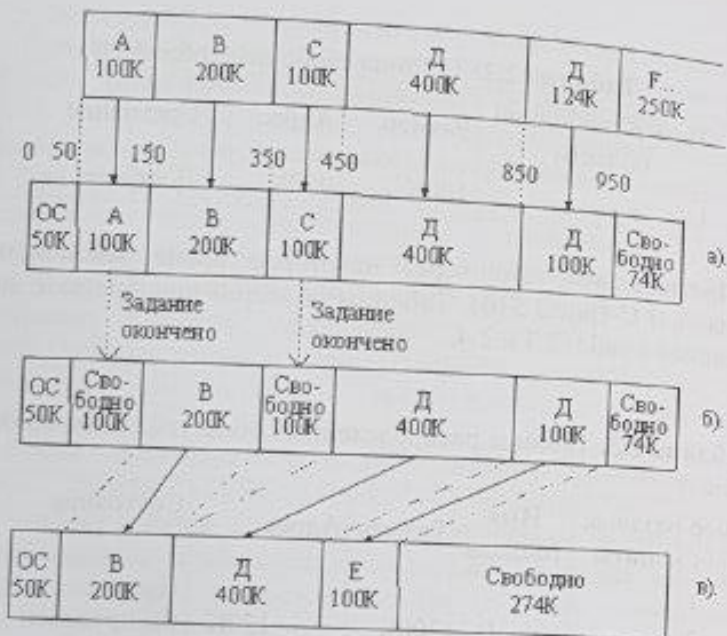 A B C Д Д F...
100K 200K 100K 400K 124K 250K
0 50 150 350 450 850 950
ОС A B C Д Д Сво-
50K 100K 200K 100K 400K 100K бодно
74K
а).
Задание Задание
окончено окончено
ОС Сво- B Сво- Д Д Сво-
50K бодно 200K бодно 400K 100K бодно
100K 100K 74K
б).
ОС B Д E Свободно
50K 200K 400K 100K 274K
в).